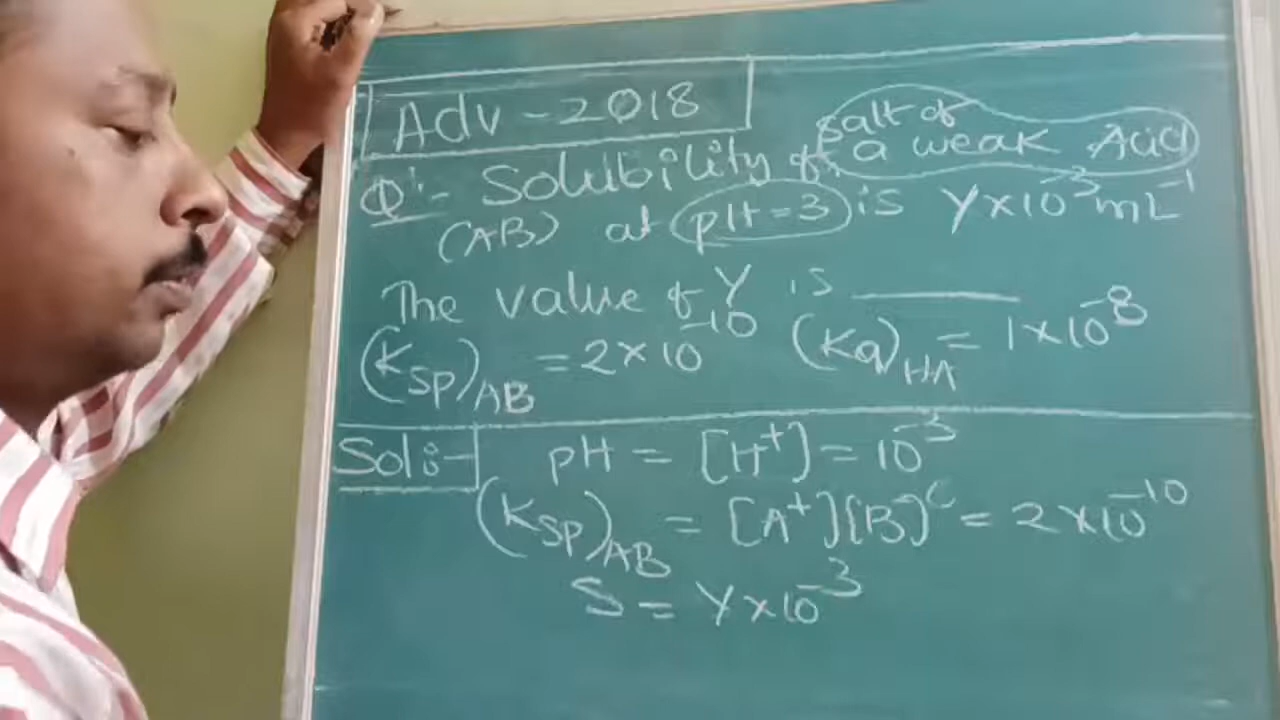 Adv - 2018
Q:- Solubility of salt of a weak Acid
(AB) at pH=3 is Y×10⁻³ mL⁻¹
The value of Y is ______
(Ksp)AB = 2×10⁻¹⁰ (Ka)HA = 1×10⁻⁸
Sol:- pH = [H⁺] = 10⁻³
(Ksp)AB = [A⁺][B] = 2×10⁻¹⁰
S = Y×10⁻³